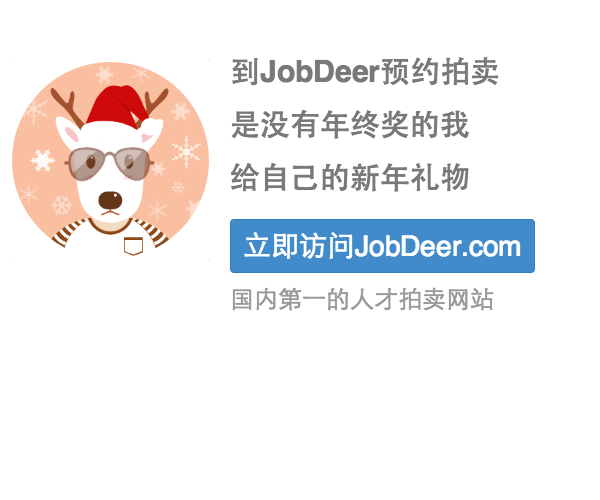 到JobDeer预约拍卖
是没有年终奖的我
给自己的新年礼物
立即访问JobDeer.com
国内第一的人才拍卖网站